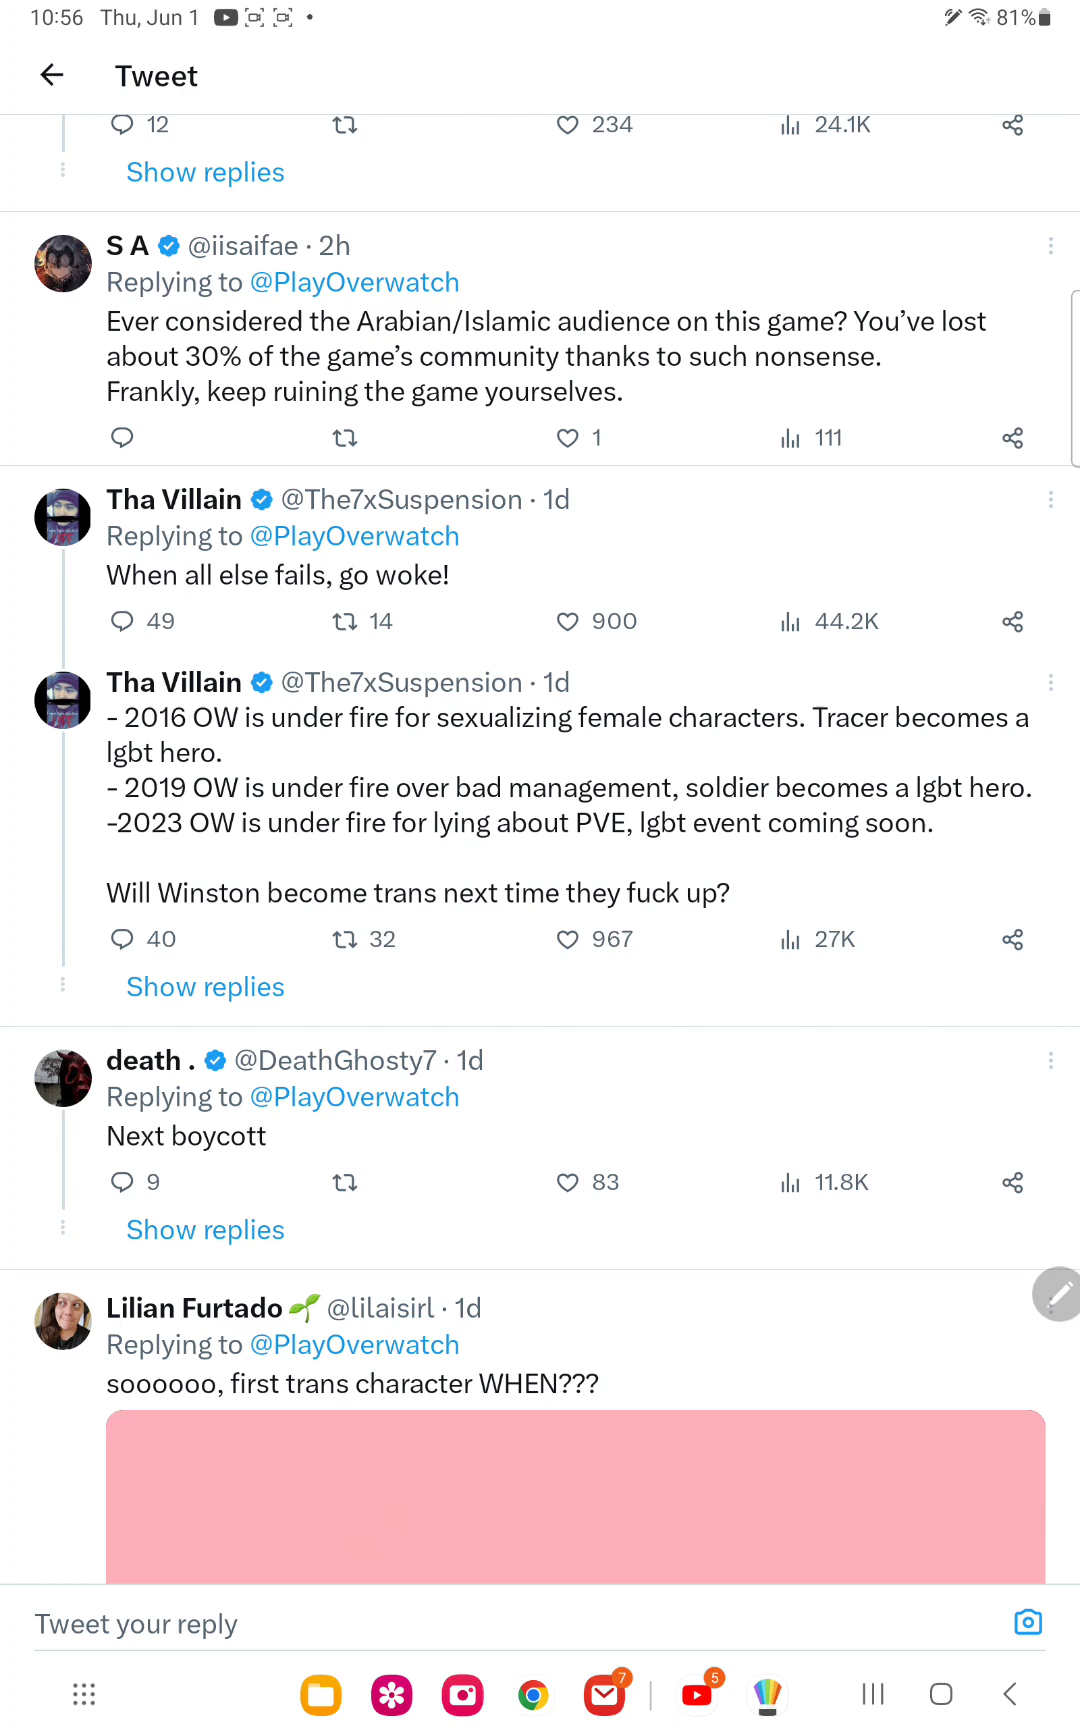 10:56 Thu, Jun 1 81%
Tweet
12 234 24.1K
Show replies
S A @iisaifae · 2h
Replying to @PlayOverwatch
Ever considered the Arabian/Islamic audience on this game? You’ve lost
about 30% of the game’s community thanks to such nonsense.
Frankly, keep ruining the game yourselves.
1 111
Tha Villain @The7xSuspension · 1d
Replying to @PlayOverwatch
When all else fails, go woke!
49 14 900 44.2K
Tha Villain @The7xSuspension · 1d
- 2016 OW is under fire for sexualizing female characters. Tracer becomes a
lgbt hero.
- 2019 OW is under fire over bad management, soldier becomes a lgbt hero.
-2023 OW is under fire for lying about PVE, lgbt event coming soon.
Will Winston become trans next time they fuck up?
40 32 967 27K
Show replies
death . @DeathGhosty7 · 1d
Replying to @PlayOverwatch
Next boycott
9 83 11.8K
Show replies
Lilian Furtado @lilaisirl · 1d
Replying to @PlayOverwatch
soooooo, first trans character WHEN???
Tweet your reply
7 5